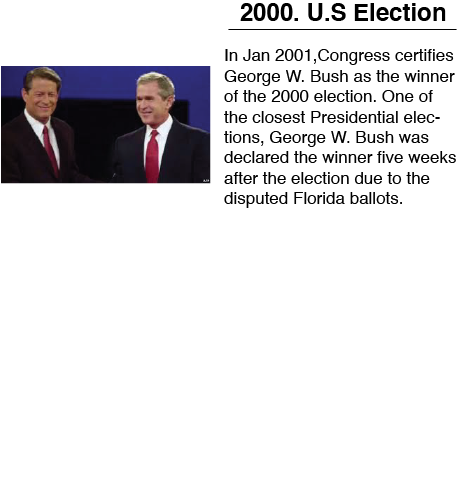 2000. U.S Election
In Jan 2001,Congress certifies
George W. Bush as the winner
of the 2000 election. One of
the closest Presidential elec-
tions, George W. Bush was
declared the winner five weeks
after the election due to the
disputed Florida ballots.